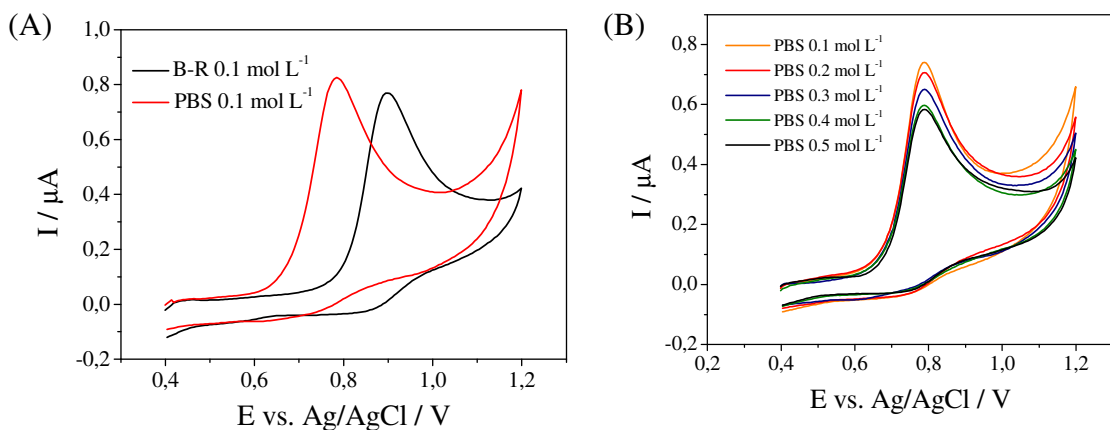 (A)
1,0
0,8
0,6
0,4
0,2
0,0
-0,2
I / μA
B-R 0.1 mol L⁻¹
PBS 0.1 mol L⁻¹
0,4 0,6 0,8 1,0 1,2
E vs. Ag/AgCl / V
(B)
0,8
0,6
0,4
0,2
0,0
-0,2
I / μA
PBS 0.1 mol L⁻¹
PBS 0.2 mol L⁻¹
PBS 0.3 mol L⁻¹
PBS 0.4 mol L⁻¹
PBS 0.5 mol L⁻¹
0,2 0,4 0,6 0,8 1,0 1,2
E vs. Ag/AgCl / V